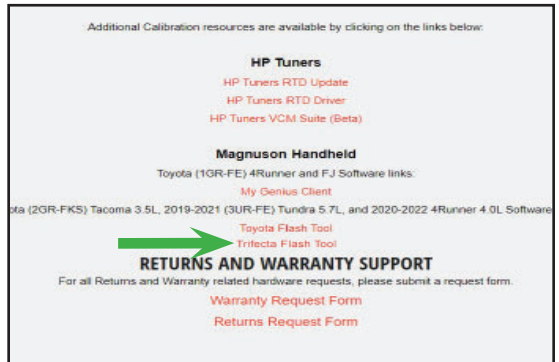 Additional Calibration resources are available by clicking on the links below:
HP Tuners
HP Tuners RTD Update
HP Tuners RTD Driver
HP Tuners VCM Suite (Beta)
Magnuson Handheld
Toyota (1GR-FE) 4Runner and FJ Software links:
My Genius Client
ota (2GR-FKS) Tacoma 3.5L, 2019-2021 (3UR-FE) Tundra 5.7L, and 2020-2022 4Runner 4.0L Software
Toyota Flash Tool
Trifecta Flash Tool
RETURNS AND WARRANTY SUPPORT
For all Returns and Warranty related hardware requests, please submit a request form.
Warranty Request Form
Returns Request Form